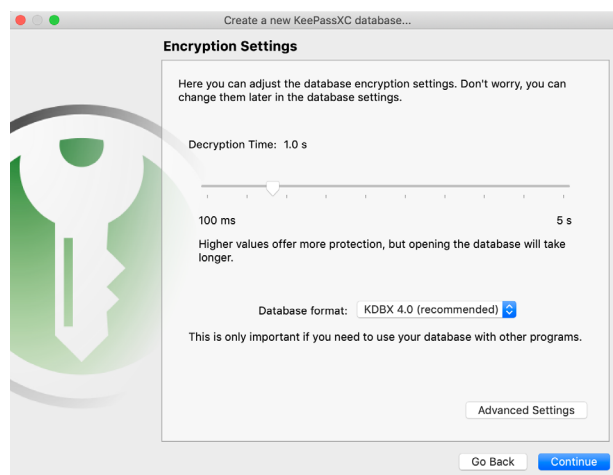 Create a new KeePassXC database...
Encryption Settings
Here you can adjust the database encryption settings. Don't worry, you can
change them later in the database settings.
Decryption Time: 1.0 s
100 ms 5 s
Higher values offer more protection, but opening the database will take
longer.
Database format: KDBX 4.0 (recommended)
This is only important if you need to use your database with other programs.
Advanced Settings
Go Back Continue